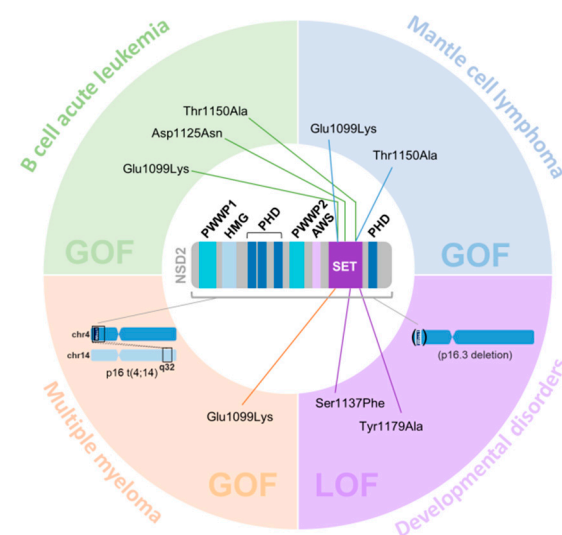 B cell acute leukemia
Mantle cell lymphoma
Thr1150Ala
Asp1125Asn
Glu1099Lys
Glu1099Lys
Thr1150Ala
GOF
GOF
NSD2
PWWP1
HMG
PHD
PWWP2
AWS
SET
PHD
chr4
chr14
p16 t(4;14)
q32
(p16.3 deletion)
Glu1099Lys
Ser1137Phe
Tyr1179Ala
GOF
LOF
Multiple myeloma
Developmental disorders